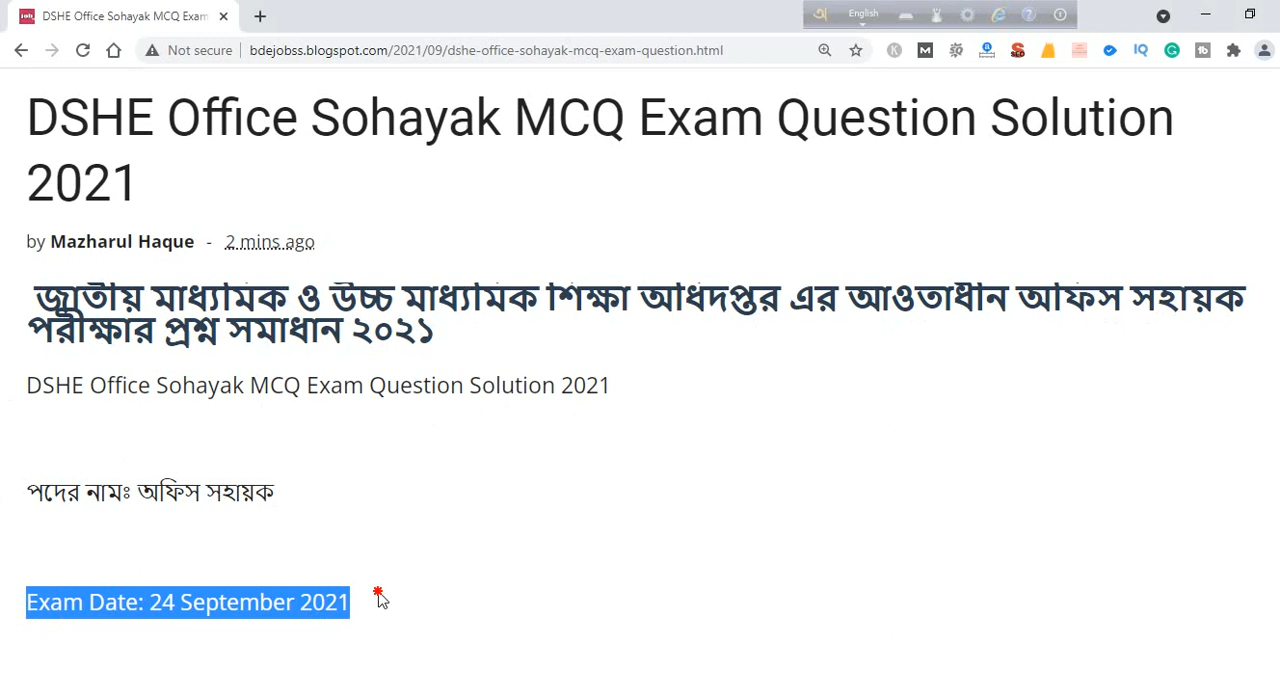 DSHE Office Sohayak MCQ Exam
English
Not secure
bdejobss.blogspot.com/2021/09/dshe-office-sohayak-mcq-exam-question.html
DSHE Office Sohayak MCQ Exam Question Solution
2021
by Mazharul Haque - 2 mins ago
জাতীয় মাধ্যমিক ও উচ্চ মাধ্যমিক শিক্ষা অধিদপ্তর এর আওতাধীন অফিস সহায়ক
পরীক্ষার প্রশ্ন সমাধান ২০২১
DSHE Office Sohayak MCQ Exam Question Solution 2021
পদের নামঃ অফিস সহায়ক
Exam Date: 24 September 2021